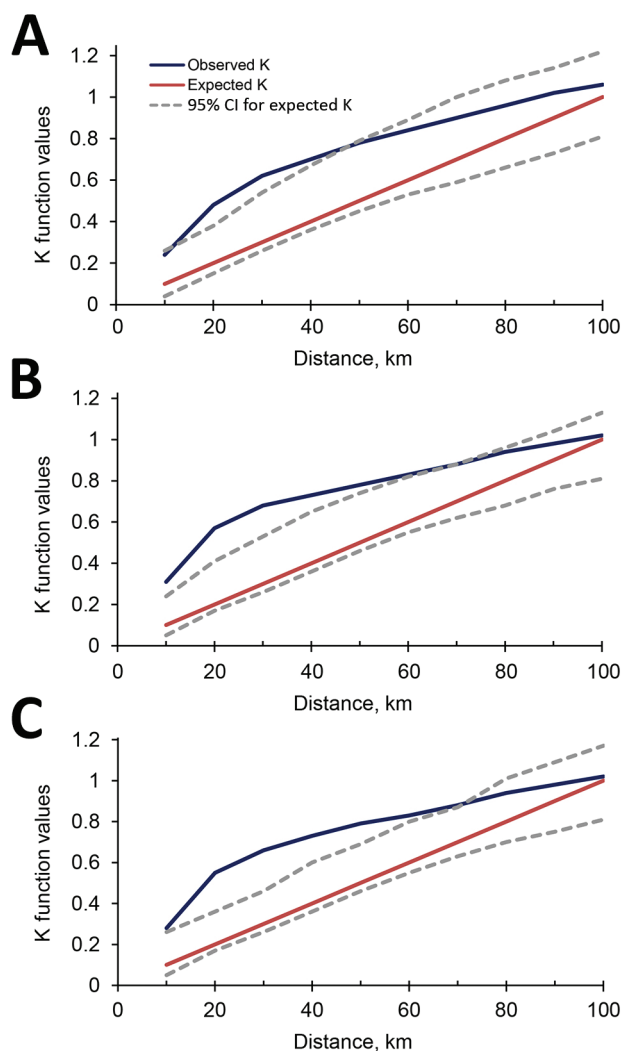 A
1.2
1
0.8
0.6
0.4
0.2
0
K function values
Observed K
Expected K
95% CI for expected K
0 20 40 60 80 100
Distance, km
B
1.2
1
0.8
0.6
0.4
0.2
0
K function values
0 20 40 60 80 100
Distance, km
C
1.2
1
0.8
0.6
0.4
0.2
0
K function values
0 20 40 60 80 100
Distance, km